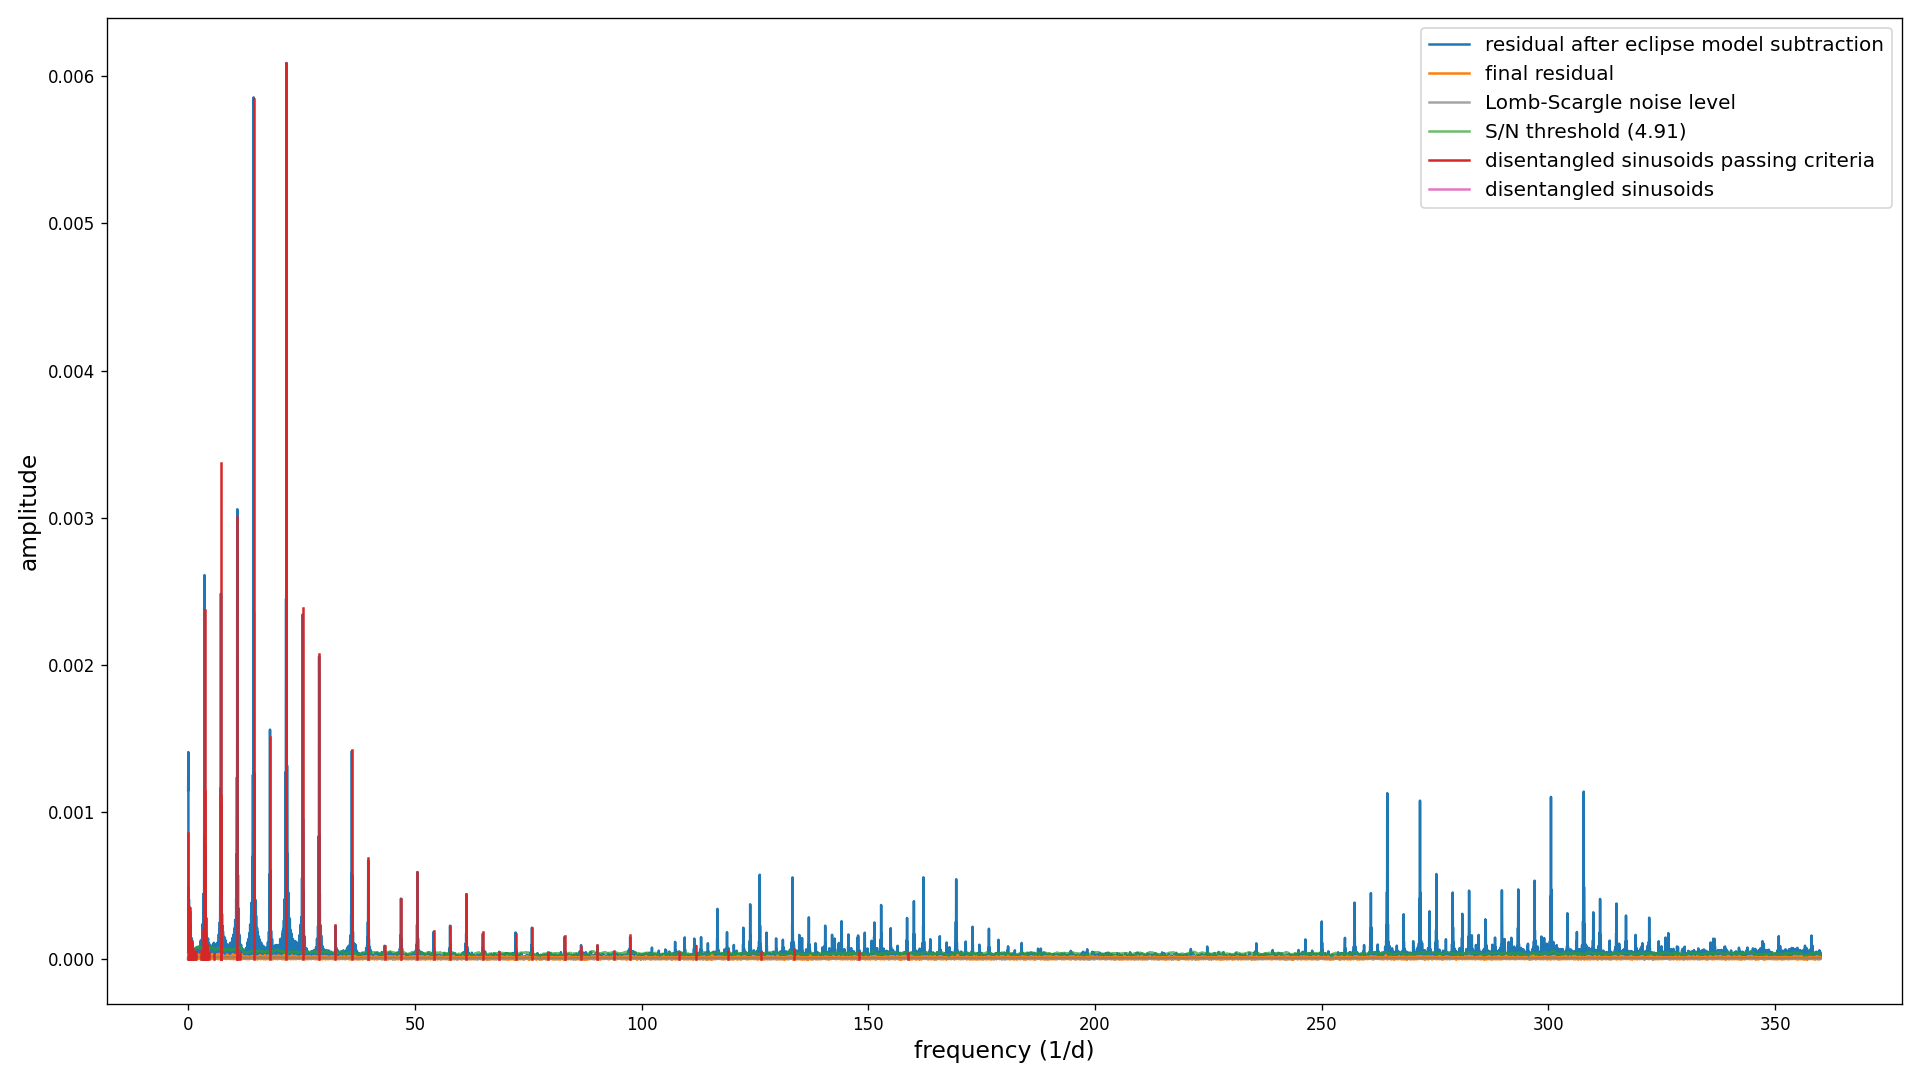 residual after eclipse model subtraction
final residual
Lomb-Scargle noise level
S/N threshold (4.91)
disentangled sinusoids passing criteria
disentangled sinusoids
amplitude
0.006
0.005
0.004
0.003
0.002
0.001
0.000
0 50 100 150 200 250 300 350
frequency (1/d)